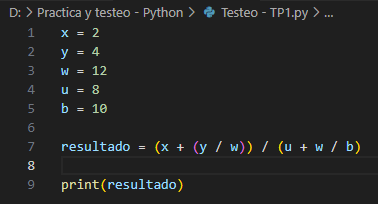 D: > Practica y testeo - Python > Testeo - TP1.py > ...
1 x = 2
2 y = 4
3 w = 12
4 u = 8
5 b = 10
6
7 resultado = (x + (y / w)) / (u + w / b)
8
9 print(resultado)